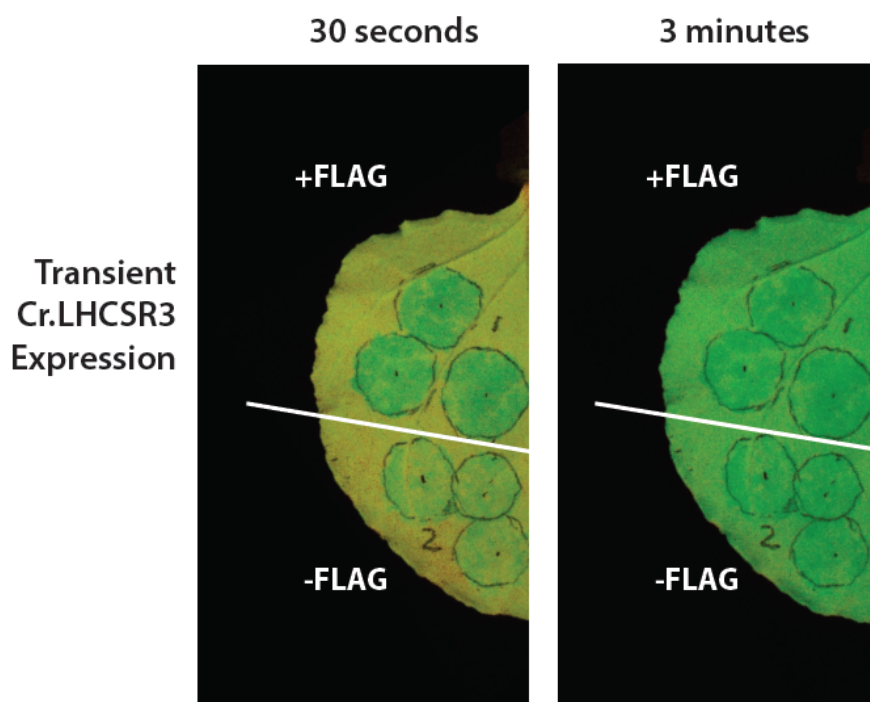 30 seconds
3 minutes
Transient
Cr.LHCSR3
Expression
+FLAG
1
2
-FLAG
+FLAG
1
2
-FLAG